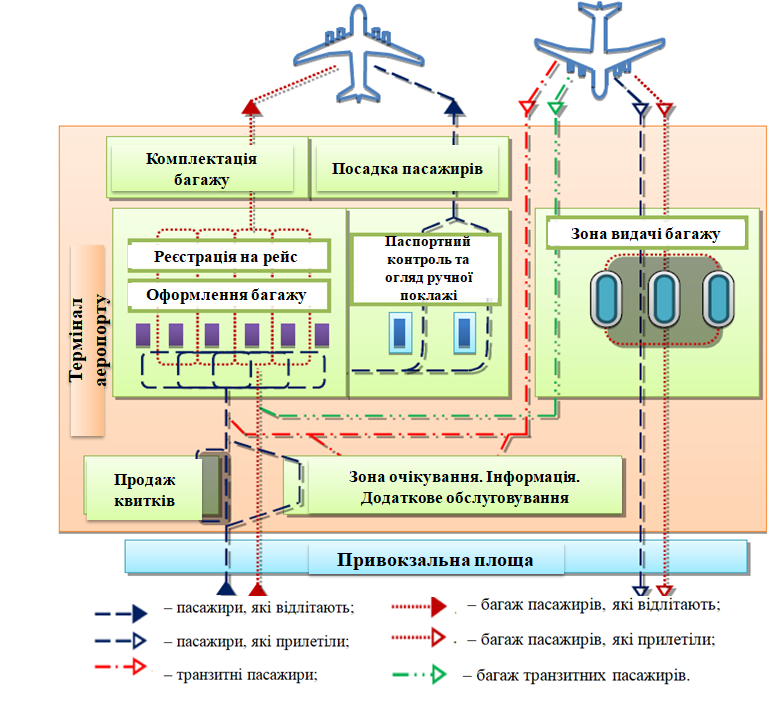 Комплектація
багажу
Посадка пасажирів
Реєстрація на рейс
Оформлення багажу
Паспортний
контроль та
огляд ручної
поклажі
Зона видачі багажу
Термінал
аеропорту
Продаж
квитків
Зона очікування. Інформація.
Додаткове обслуговування
Привокзальна площа
– пасажири, які відлітають;
– багаж пасажирів, які відлітають;
– пасажири, які прилетіли;
– багаж пасажирів, які прилетіли;
– транзитні пасажири;
– багаж транзитних пасажирів.